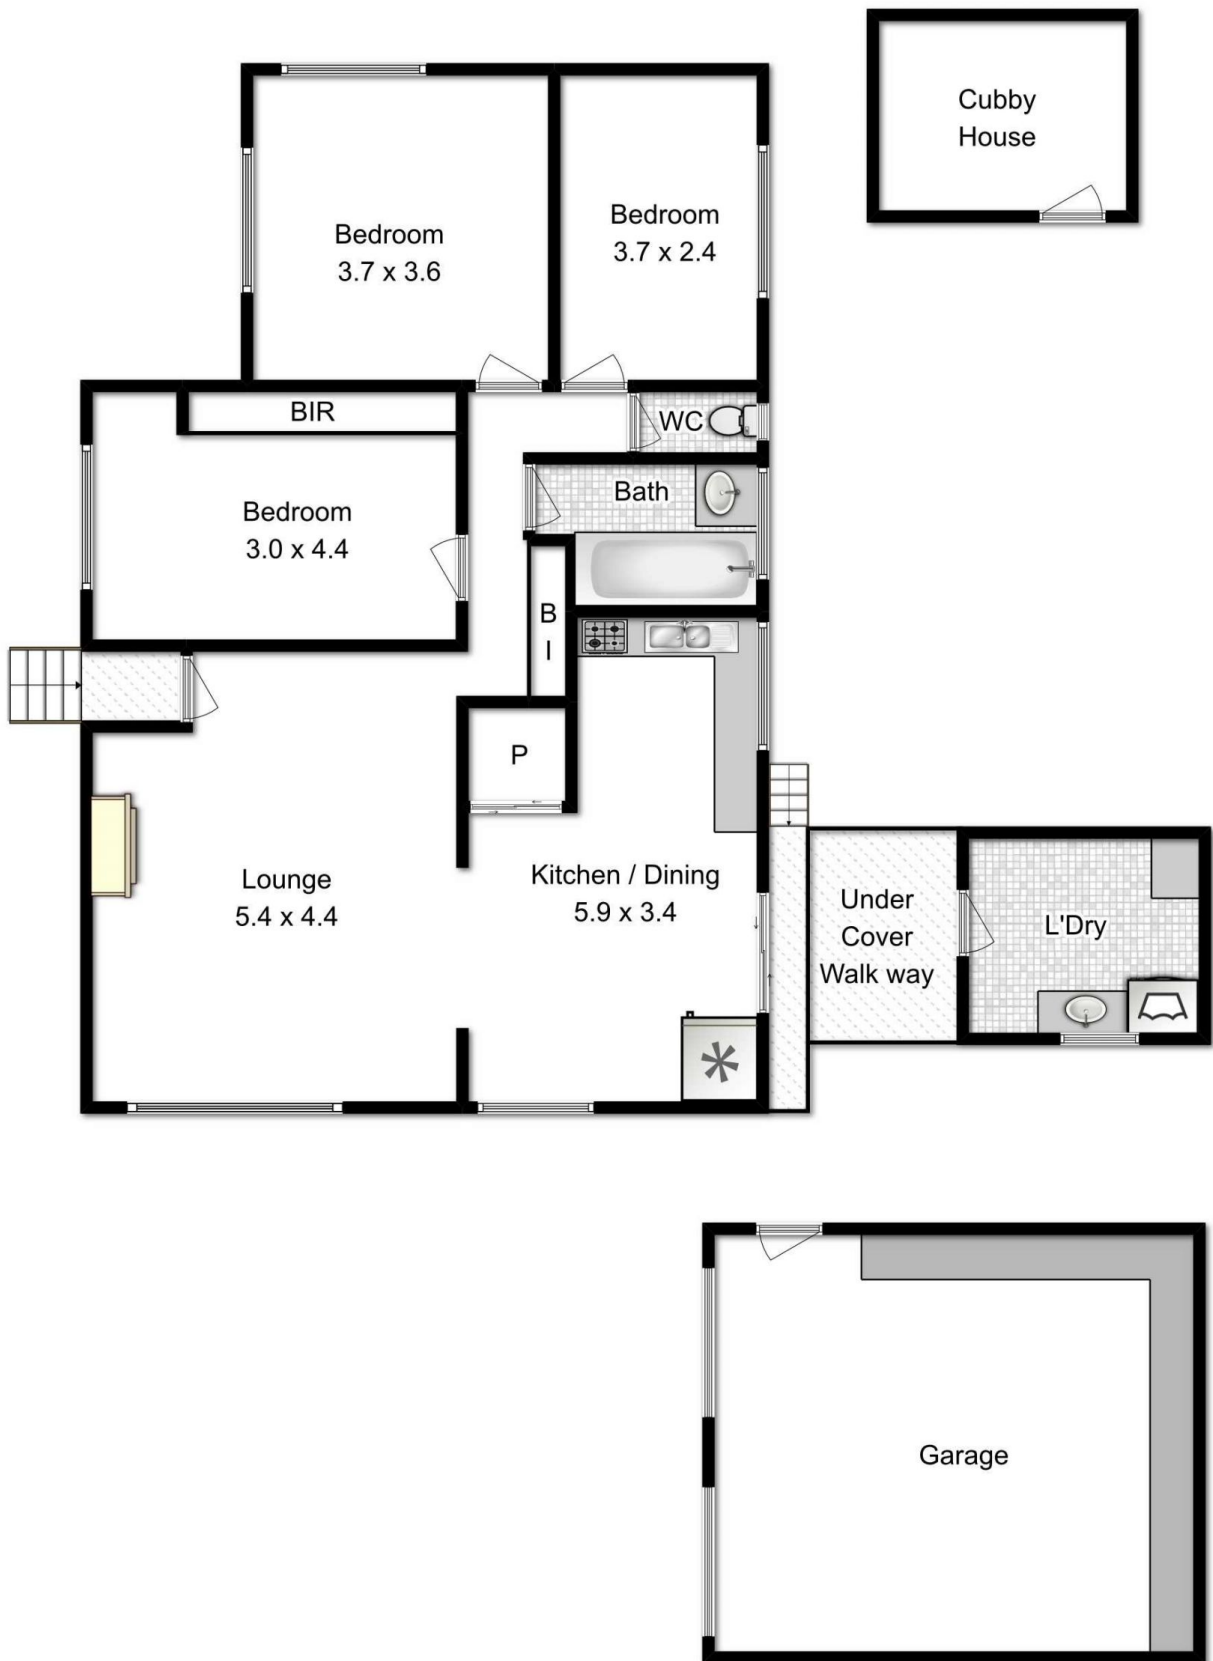 Cubby
House
Bedroom
3.7 x 3.6
Bedroom
3.7 x 2.4
BIR
WC
Bath
Bedroom
3.0 x 4.4
B
I
P
Lounge
5.4 x 4.4
Kitchen / Dining
5.9 x 3.4
Under
Cover
Walk way
L'Dry
Garage